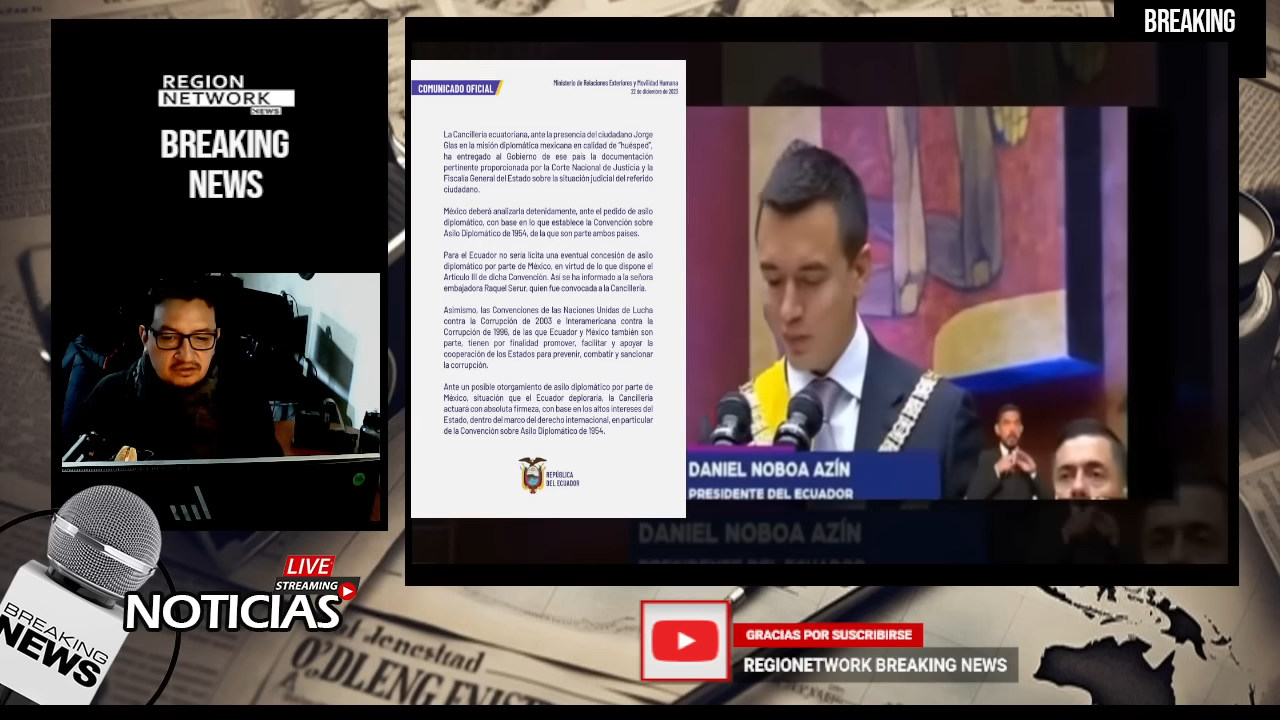 BREAKING
REGION
NETWORK
NEWS
BREAKING
NEWS
COMUNICADO OFICIAL
Ministerio de Relaciones Exteriores y Movilidad Humana
22 de diciembre de 2023
La Cancillería ecuatoriana, ante la presencia del ciudadano Jorge
Glas en la misión diplomática mexicana en calidad de "huésped",
ha entregado al Gobierno de ese país la documentación
pertinente proporcionada por la Corte Nacional de Justicia y la
Fiscalía General del Estado sobre la situación judicial del referido
ciudadano.
México deberá analizarla detenidamente, ante el pedido de asilo
diplomático, con base en lo que establece la Convención sobre
Asilo Diplomático de 1954, de la que son parte ambos países.
Para el Ecuador no sería lícita una eventual concesión de asilo
diplomático por parte de México, en virtud de lo que dispone el
Artículo III de dicha Convención. Así se ha informado a la señora
embajadora Raquel Serur, quien fue convocada a la Cancillería.
Asimismo, las Convenciones de las Naciones Unidas de Lucha
contra la Corrupción de 2003 e Interamericana contra la
Corrupción de 1996, de las que Ecuador y México también son
parte, tienen por finalidad promover, facilitar y apoyar la
cooperación de los Estados para prevenir, combatir y sancionar
la corrupción.
Ante un posible otorgamiento de asilo diplomático por parte de
México, situación que el Ecuador deploraría, la Cancillería
actuará con absoluta firmeza, con base en los altos intereses del
Estado, dentro del marco del derecho internacional, en particular
de la Convención sobre Asilo Diplomático de 1954.
REPÚBLICA
DEL ECUADOR
DANIEL NOBOA AZÍN
PRESIDENTE DEL ECUADOR
DANIEL NOBOA AZÍN
LIVE
STREAMING
NOTICIAS
BREAKING
NEWS
GRACIAS POR SUSCRIBIRSE
REGIONETWORK BREAKING NEWS